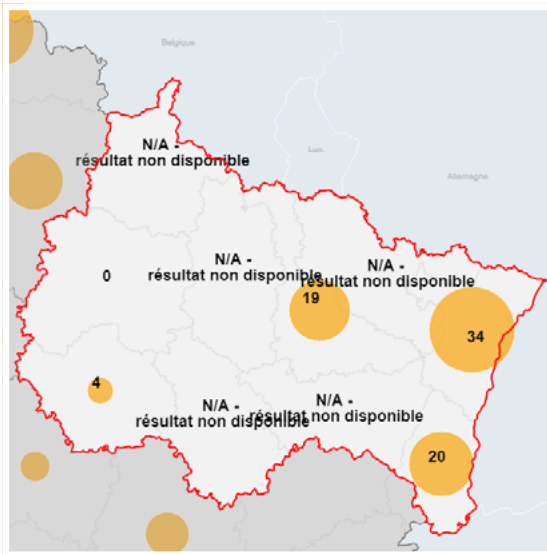 Belgique
N/A -
résultat non disponible
Lux.
Allemagne
N/A -
résultat non disponible
N/A -
résultat non disponible
0
19
34
4
N/A -
résultat non disponible
N/A -
résultat non disponible
20